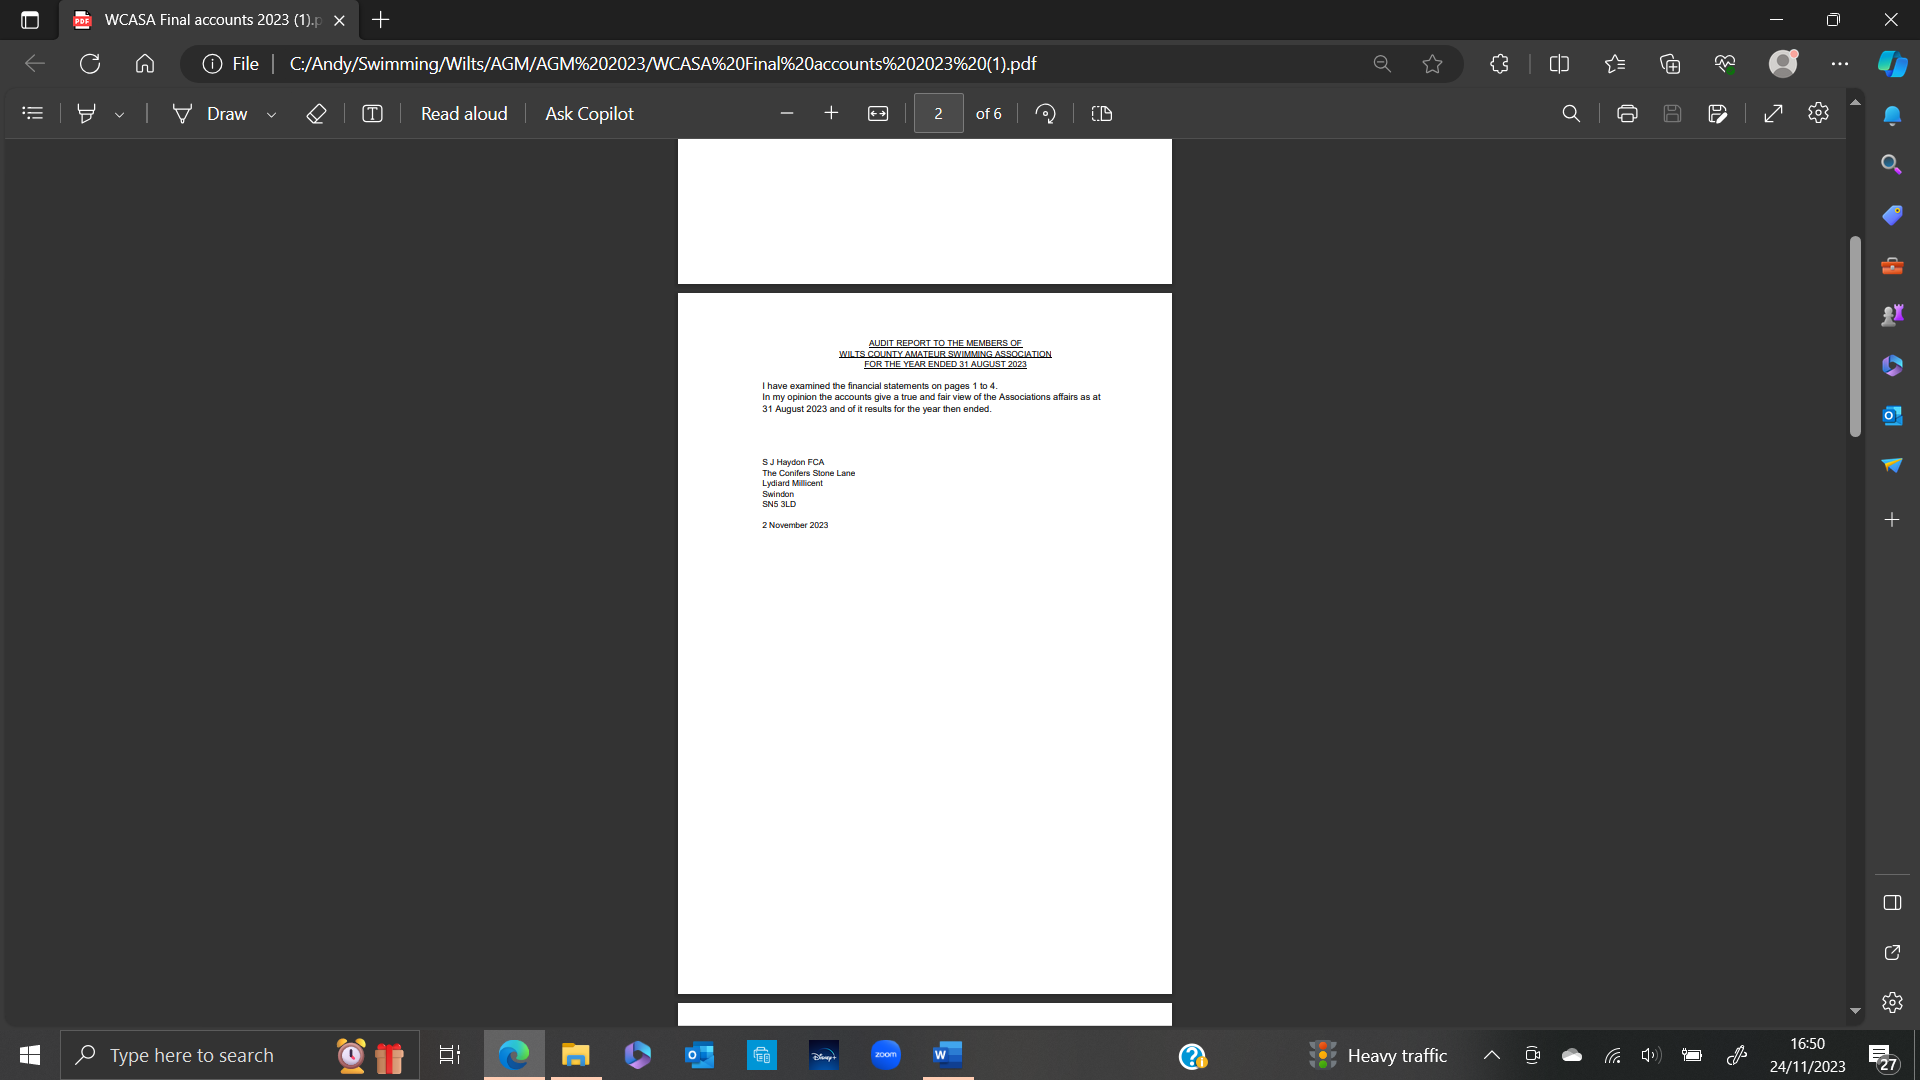 WCASA Final accounts 2023 (1).p
File
C:/Andy/Swimming/Wilts/AGM/AGM%202023/WCASA%20Final%20accounts%202023%20(1).pdf
Draw
Read aloud
Ask Copilot
2
of 6
AUDIT REPORT TO THE MEMBERS OF
WILTS COUNTY AMATEUR SWIMMING ASSOCIATION
FOR THE YEAR ENDED 31 AUGUST 2023
I have examined the financial statements on pages 1 to 4.
In my opinion the accounts give a true and fair view of the Associations affairs as at
31 August 2023 and of it results for the year then ended.
S J Haydon FCA
The Conifers Stone Lane
Lydiard Millicent
Swindon
SN5 3LD
2 November 2023
Type here to search
Disney+
zoom
Heavy traffic
16:50
24/11/2023
27